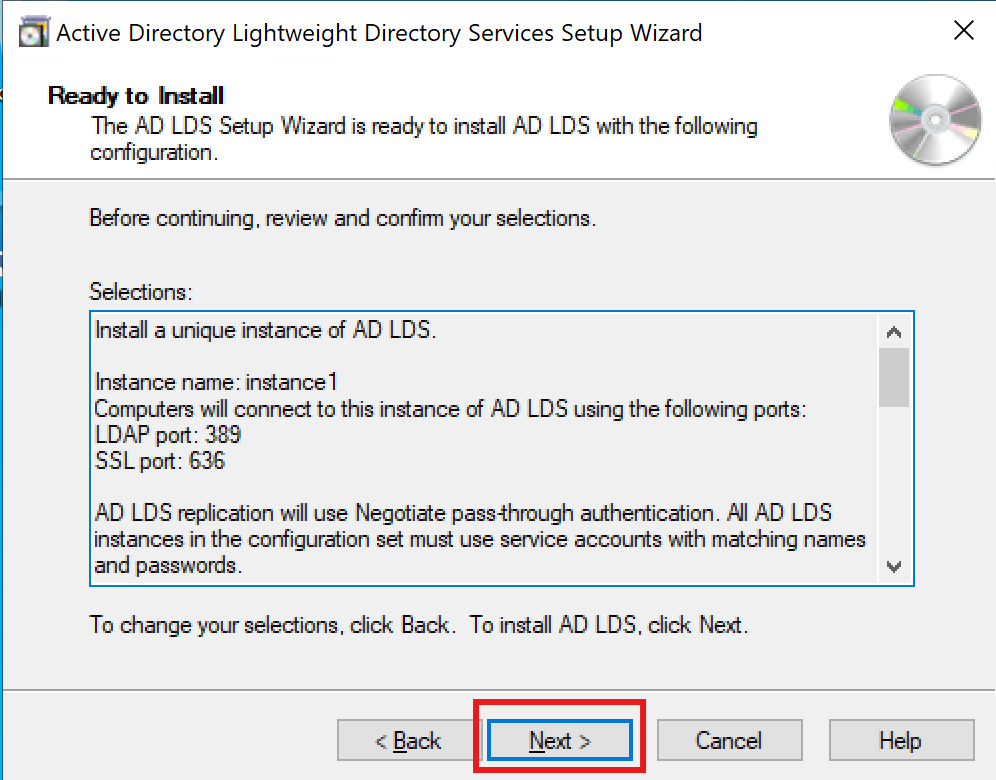 Active Directory Lightweight Directory Services Setup Wizard
Ready to Install
The AD LDS Setup Wizard is ready to install AD LDS with the following
configuration.
Before continuing, review and confirm your selections.
Selections:
Install a unique instance of AD LDS.
Instance name: instance1
Computers will connect to this instance of AD LDS using the following ports:
LDAP port: 389
SSL port: 636
AD LDS replication will use Negotiate pass-through authentication. All AD LDS
instances in the configuration set must use service accounts with matching names
and passwords.
To change your selections, click Back.  To install AD LDS, click Next.
< Back Next > Cancel Help